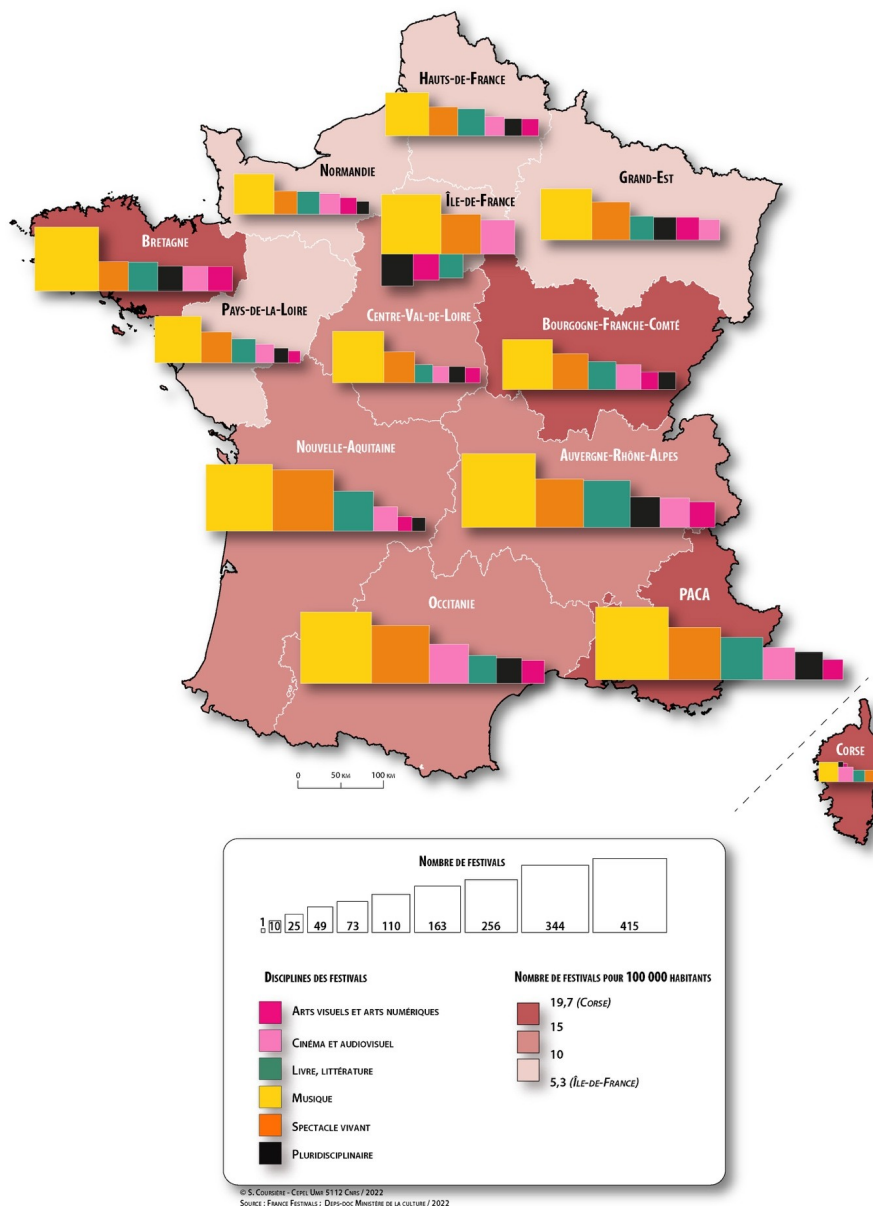 Hauts-de-France
Normandie
Île-de-France
Grand-Est
Bretagne
Pays-de-la-Loire
Centre-Val-de-Loire
Bourgogne-Franche-Comté
Nouvelle-Aquitaine
Auvergne-Rhône-Alpes
Occitanie
PACA
Corse
0 50 Km 100 Km
Nombre de festivals
1 10 25 49 73 110 163 256 344 415
Disciplines des festivals
Arts visuels et arts numériques
Cinéma et audiovisuel
Livre, littérature
Musique
Spectacle vivant
Pluridisciplinaire
Nombre de festivals pour 100 000 habitants
19,7 (Corse)
15
10
5,3 (Île-de-France)
© S. Coursière - Cepel Umr 5112 Cnrs / 2022
Source : France Festivals ; Deps-doc Ministère de la culture / 2022